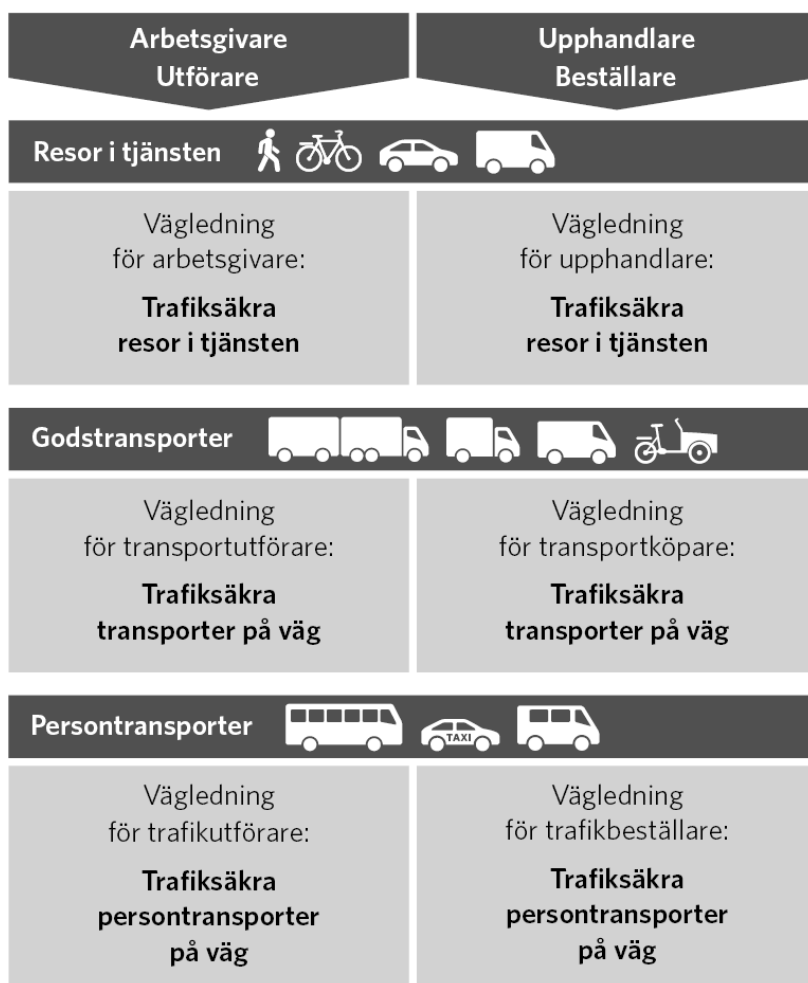 Arbetsgivare
Utförare
Upphandlare
Beställare
Resor i tjänsten
Vägledning
för arbetsgivare:
Trafiksäkra
resor i tjänsten
Vägledning
för upphandlare:
Trafiksäkra
resor i tjänsten
Godstransporter
Vägledning
för transportutförare:
Trafiksäkra
transporter på väg
Vägledning
för transportköpare:
Trafiksäkra
transporter på väg
Persontransporter
TAXI
Vägledning
för trafikutförare:
Trafiksäkra
persontransporter
på väg
Vägledning
för trafikbeställare:
Trafiksäkra
persontransporter
på väg